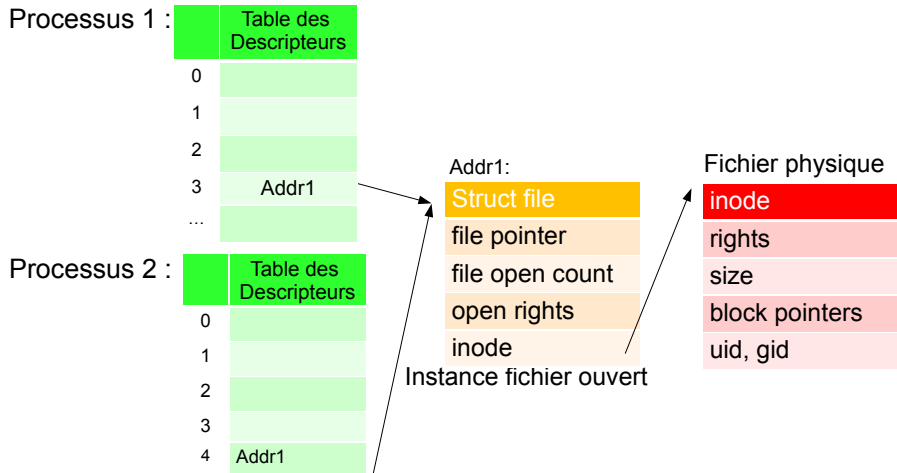 Processus 1 :
Table des
Descripteurs
0
1
2
3 Addr1
...
Processus 2 :
Table des
Descripteurs
0
1
2
3
4 Addr1
Addr1:
Struct file
file pointer
file open count
open rights
inode
Instance fichier ouvert
Fichier physique
inode
rights
size
block pointers
uid, gid